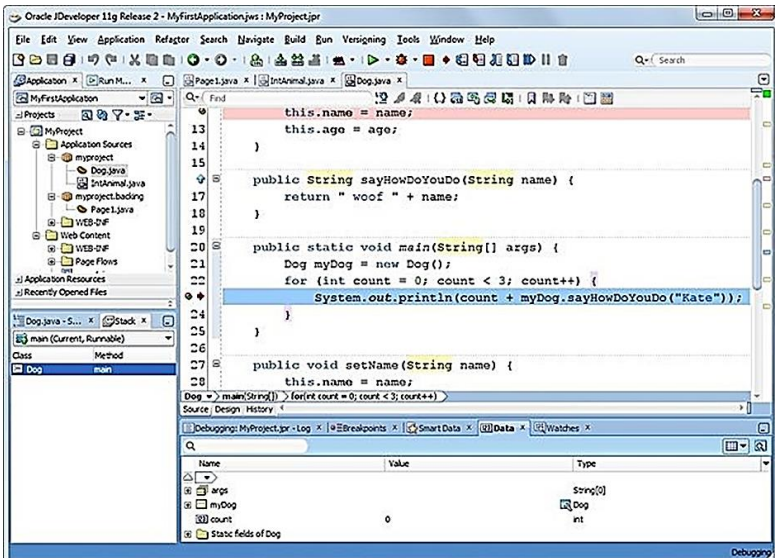 Oracle JDeveloper 11g Release 2 - MyFirstApplication.jws : MyProject.jpr
File Edit View Application Refactor Search Navigate Build Run Versioning Tools Window Help
Search
Application Run M...
MyFirstApplication
Projects
MyProject
Application Sources
myproject
Dog.java
IntAnimal.java
myproject.backing
Page1.java
WEB-INF
Web Content
WEB-INF
Page Flows
Application Resources
Recently Opened Files
Dog.java - S... Stack
main (Current, Runnable)
Class Method
Dog main
Page1.java IntAnimal.java Dog.java
Find
this.name = name;
13 this.age = age;
14 }
15
public String sayHowDoYouDo(String name) {
17 return " woof " + name;
18 }
19
20 public static void main(String[] args) {
21 Dog myDog = new Dog();
22 for (int count = 0; count < 3; count++) {
System.out.println(count + myDog.sayHowDoYouDo("Kate"));
24 }
25 }
26
27 public void setName(String name) {
28 this.name = name;
Dog main(String[]) for(int count = 0; count < 3; count++)
Source Design History
Debugging: MyProject.jpr - Log Breakpoints Smart Data Data Watches
Name Value Type
args String[0]
myDog Dog
count 0 int
Static fields of Dog
Debugging